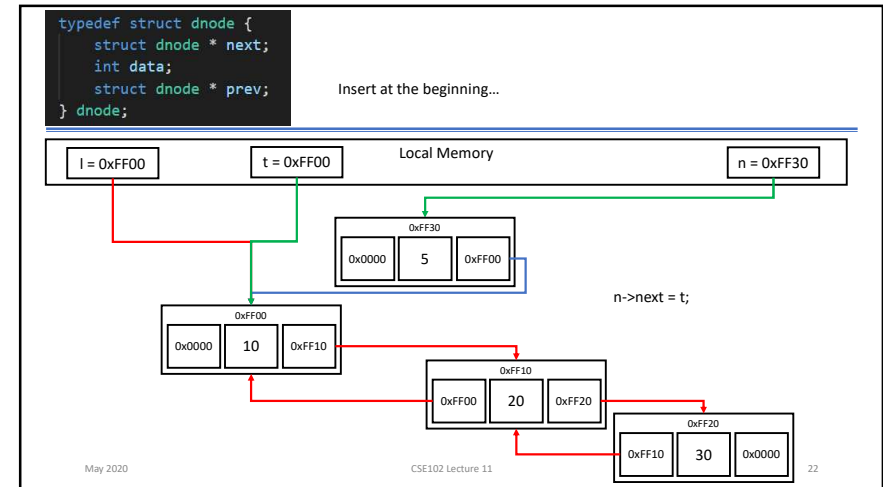 typedef struct dnode {
    struct dnode * next;
    int data;
    struct dnode * prev;
} dnode;
Insert at the beginning…
Local Memory
l = 0xFF00
t = 0xFF00
n = 0xFF30
0xFF30
0x0000
5
0xFF00
n->next = t;
0xFF00
0x0000
10
0xFF10
0xFF10
0xFF00
20
0xFF20
0xFF20
0xFF10
30
0x0000
May 2020
CSE102 Lecture 11
22